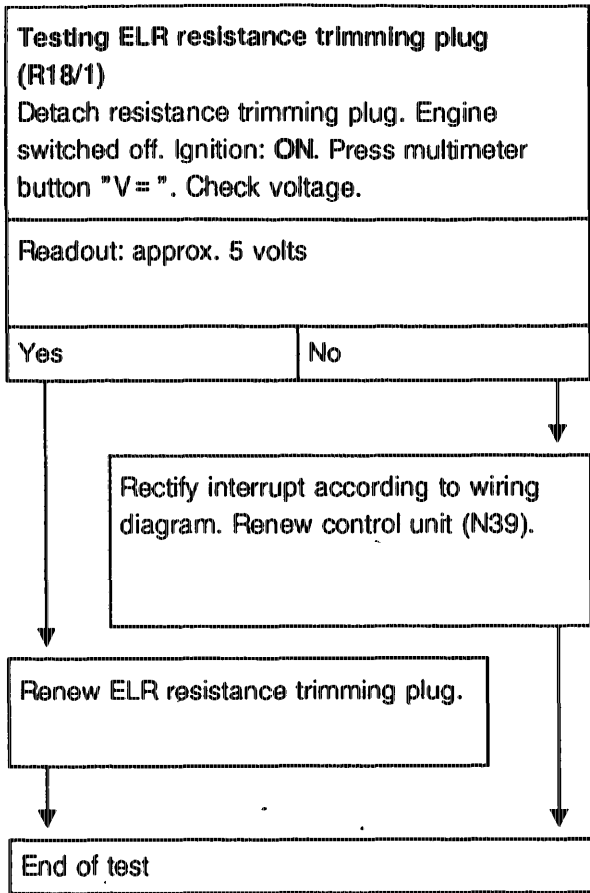 Testing ELR resistance trimming plug
(R18/1)
Detach resistance trimming plug. Engine
switched off. Ignition: ON. Press multimeter
button "V = ". Check voltage.
Readout: approx. 5 volts
Yes
No
Rectify interrupt according to wiring
diagram. Renew control unit (N39).
Renew ELR resistance trimming plug.
End of test